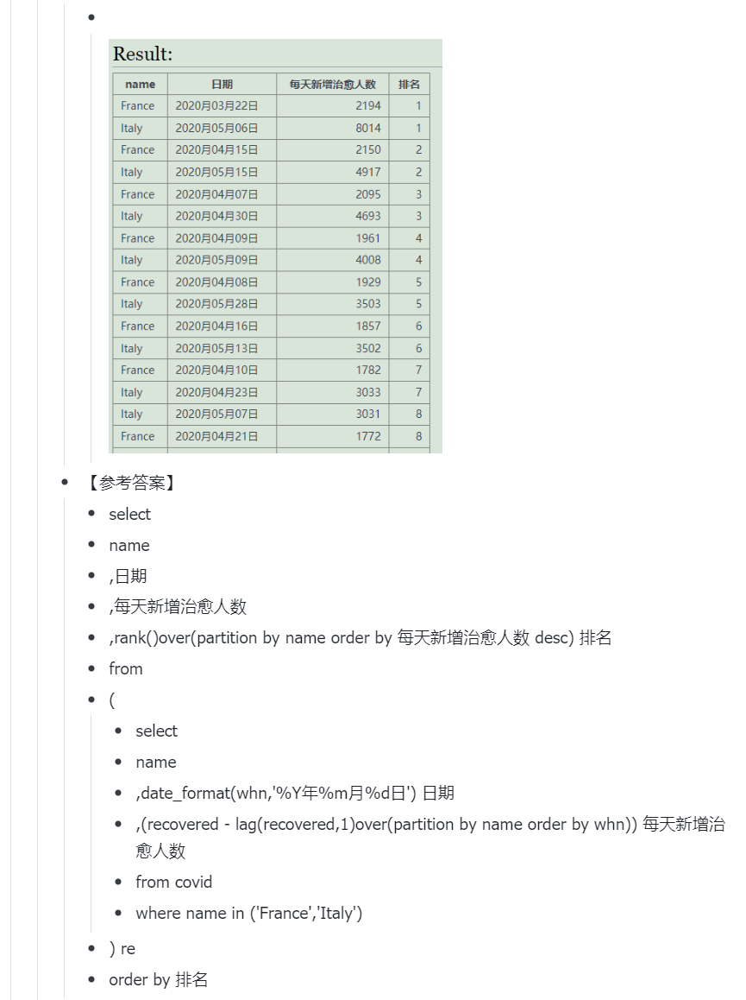 Result:
name 日期 每天新增治愈人数 排名
France 2020月03月22日 2194 1
Italy 2020月05月06日 8014 1
France 2020月04月15日 2150 2
Italy 2020月05月15日 4917 2
France 2020月04月07日 2095 3
Italy 2020月04月30日 4693 3
France 2020月04月09日 1961 4
Italy 2020月05月09日 4008 4
France 2020月04月08日 1929 5
Italy 2020月05月28日 3503 5
France 2020月04月16日 1857 6
Italy 2020月05月13日 3502 6
France 2020月04月10日 1782 7
Italy 2020月04月23日 3033 7
Italy 2020月05月07日 3031 8
France 2020月04月21日 1772 8
【参考答案】
select
name
,日期
,每天新增治愈人数
,rank()over(partition by name order by 每天新增治愈人数 desc) 排名
from
(
select
name
,date_format(whn,'%Y年%m月%d日') 日期
,(recovered - lag(recovered,1)over(partition by name order by whn)) 每天新增治
愈人数
from covid
where name in ('France','Italy')
) re
order by 排名